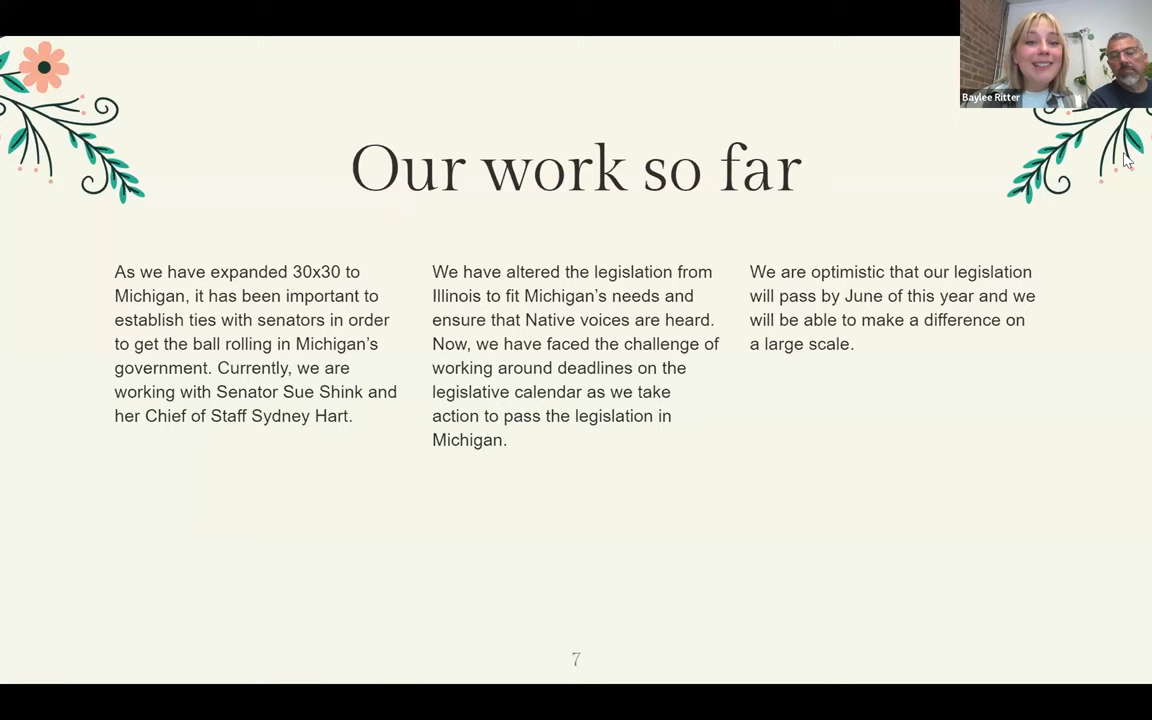 Baylee Ritter
Our work so far
As we have expanded 30x30 to
Michigan, it has been important to
establish ties with senators in order
to get the ball rolling in Michigan’s
government. Currently, we are
working with Senator Sue Shink and
her Chief of Staff Sydney Hart.
We have altered the legislation from
Illinois to fit Michigan’s needs and
ensure that Native voices are heard.
Now, we have faced the challenge of
working around deadlines on the
legislative calendar as we take
action to pass the legislation in
Michigan.
We are optimistic that our legislation
will pass by June of this year and we
will be able to make a difference on
a large scale.
7